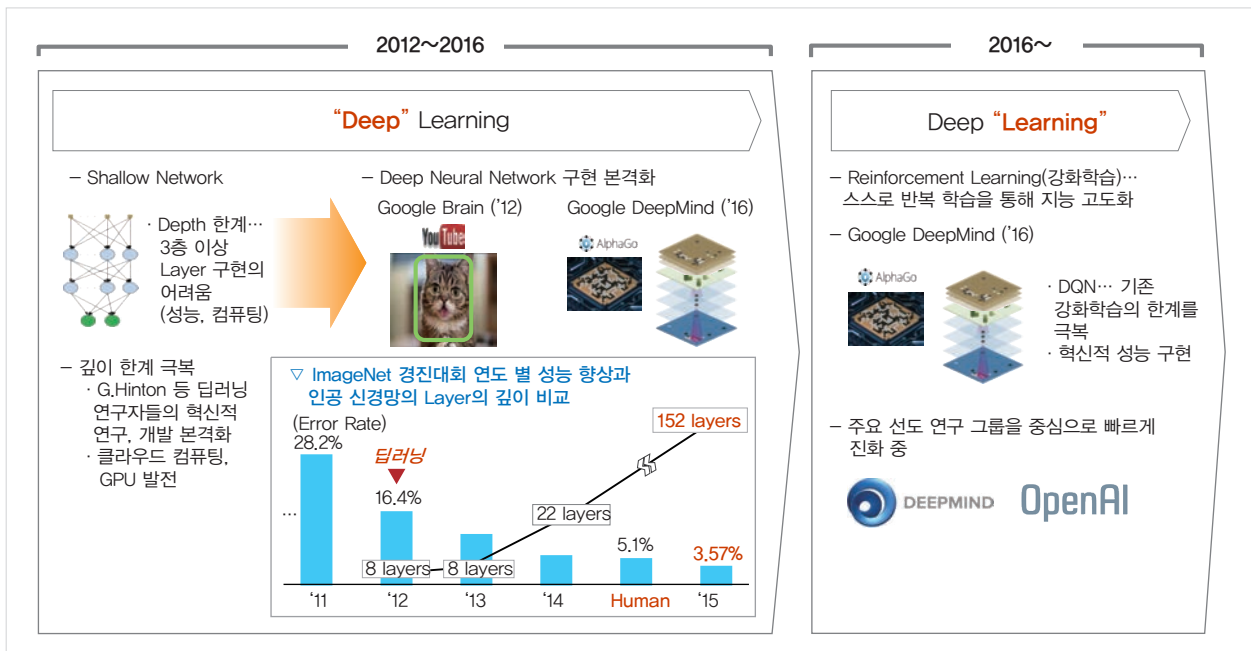 2012~2016
"Deep" Learning
– Shallow Network
· Depth 한계…
3층 이상
Layer 구현의
어려움
(성능, 컴퓨팅)
– Deep Neural Network 구현 본격화
Google Brain ('12)
YouTube
Google DeepMind ('16)
AlphaGo
– 깊이 한계 극복
· G.Hinton 등 딥러닝
연구자들의 혁신적
연구, 개발 본격화
· 클라우드 컴퓨팅,
GPU 발전
▽ ImageNet 경진대회 연도 별 성능 향상과
인공 신경망의 Layer의 깊이 비교
(Error Rate)
28.2%
...
딥러닝
16.4%
8 layers
8 layers
22 layers
152 layers
5.1%
3.57%
'11
'12
'13
'14
Human
'15
2016~
Deep "Learning"
– Reinforcement Learning(강화학습)…
스스로 반복 학습을 통해 지능 고도화
– Google DeepMind ('16)
AlphaGo
· DQN… 기존
강화학습의 한계를
극복
· 혁신적 성능 구현
– 주요 선도 연구 그룹을 중심으로 빠르게
진화 중
DEEPMIND
OpenAI